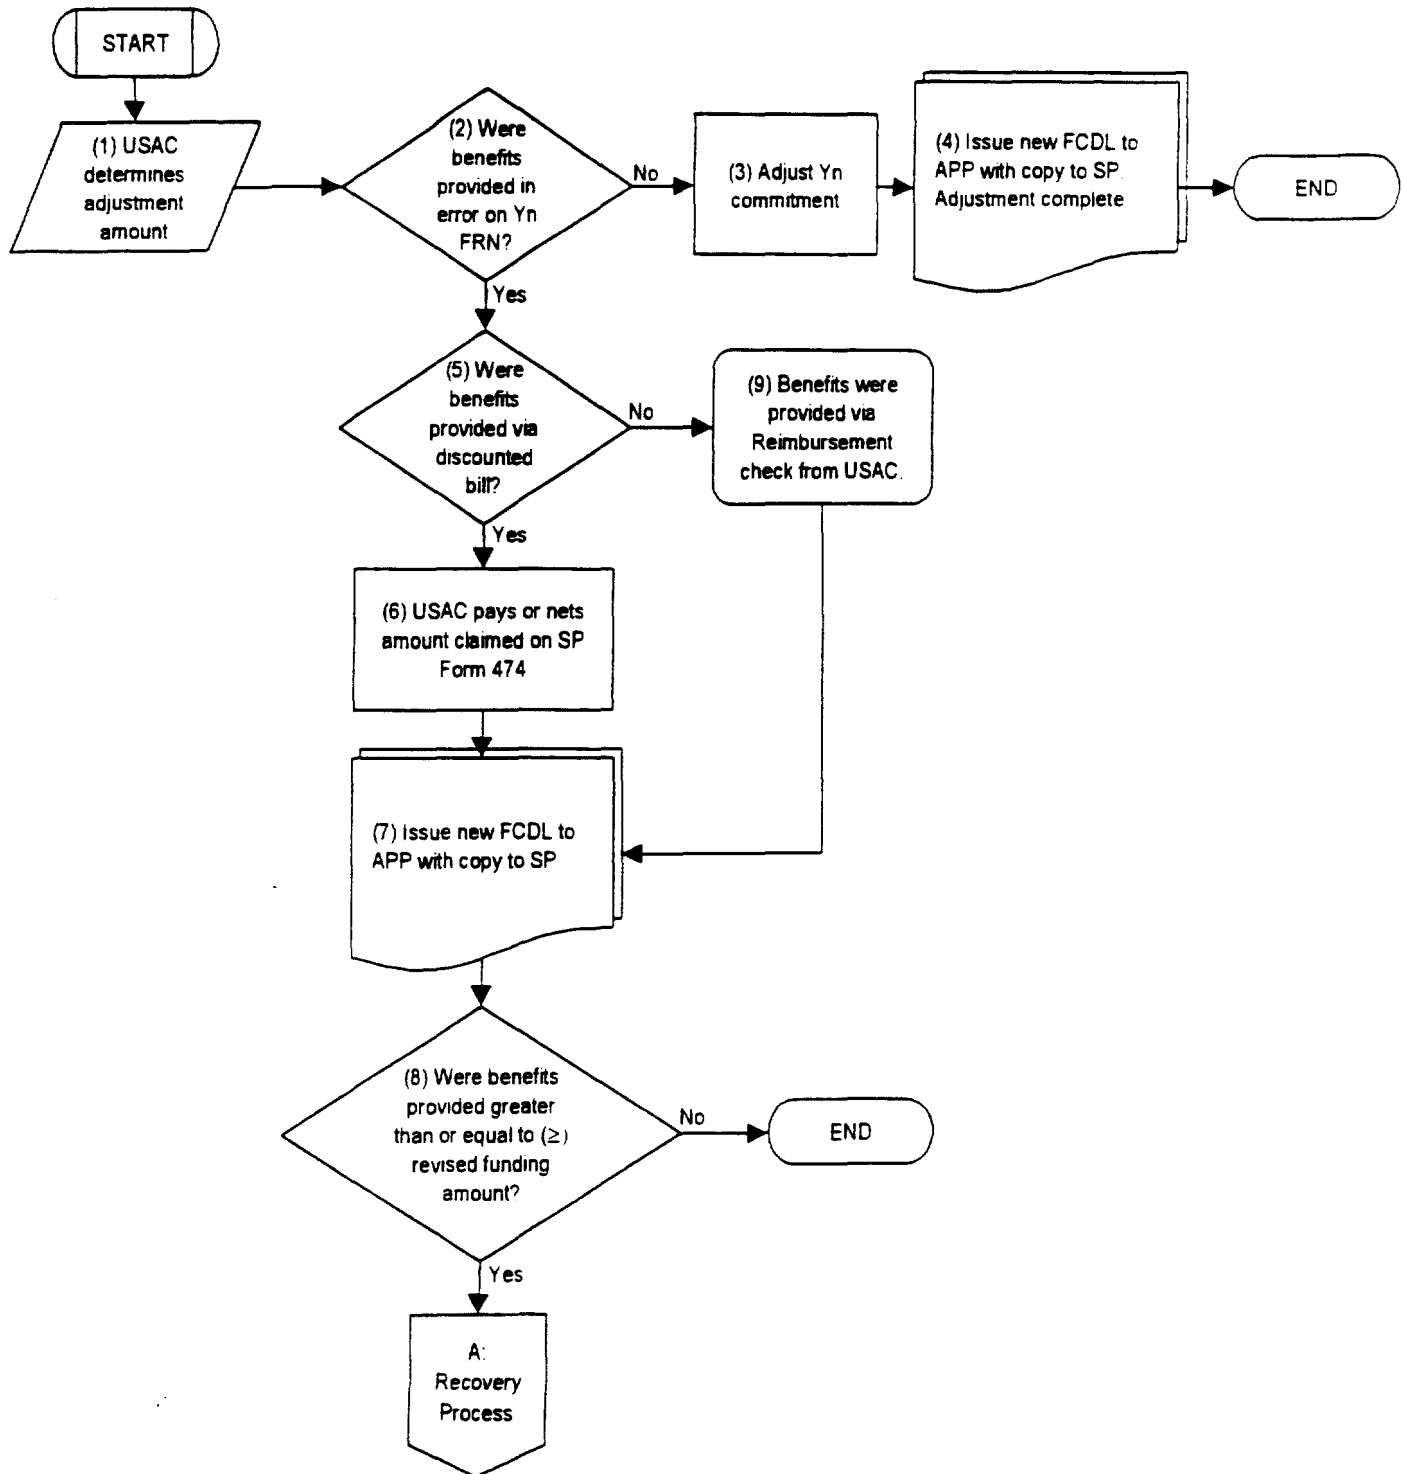 START
(1) USAC
determines
adjustment
amount
(2) Were
benefits
provided in
error on Yn
FRN?
No
(3) Adjust Yn
commitment
(4) Issue new FCDL to
APP with copy to SP.
Adjustment complete
END
Yes
(5) Were
benefits
provided via
discounted
bill?
No
(9) Benefits were
provided via
Reimbursement
check from USAC.
Yes
(6) USAC pays or nets
amount claimed on SP
Form 474
(7) Issue new FCDL to
APP with copy to SP
(8) Were benefits
provided greater
than or equal to (≥)
revised funding
amount?
No
END
Yes
A:
Recovery
Process